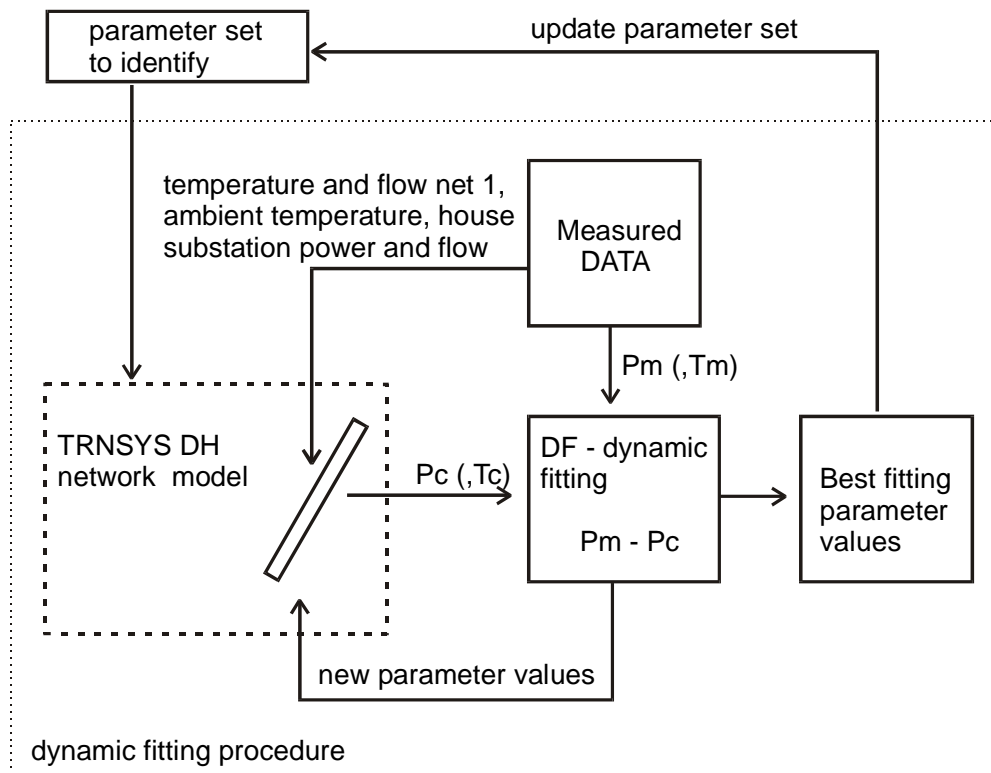 parameter set
to identify
update parameter set
temperature and flow net 1,
ambient temperature, house
substation power and flow
Measured
DATA
Pm (,Tm)
TRNSYS DH
network model
Pc (,Tc)
DF - dynamic
fitting
Pm - Pc
Best fitting
parameter
values
new parameter values
dynamic fitting procedure